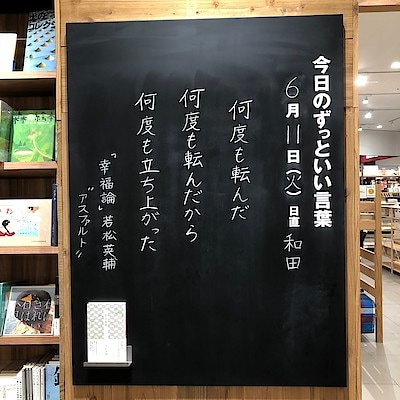 今日のずっといい言葉
6月11日(火) 日直 和田
何度も転んだ
何度も転んだから
何度も立ち上がった
「幸福論」若松英輔
"アスファルト"